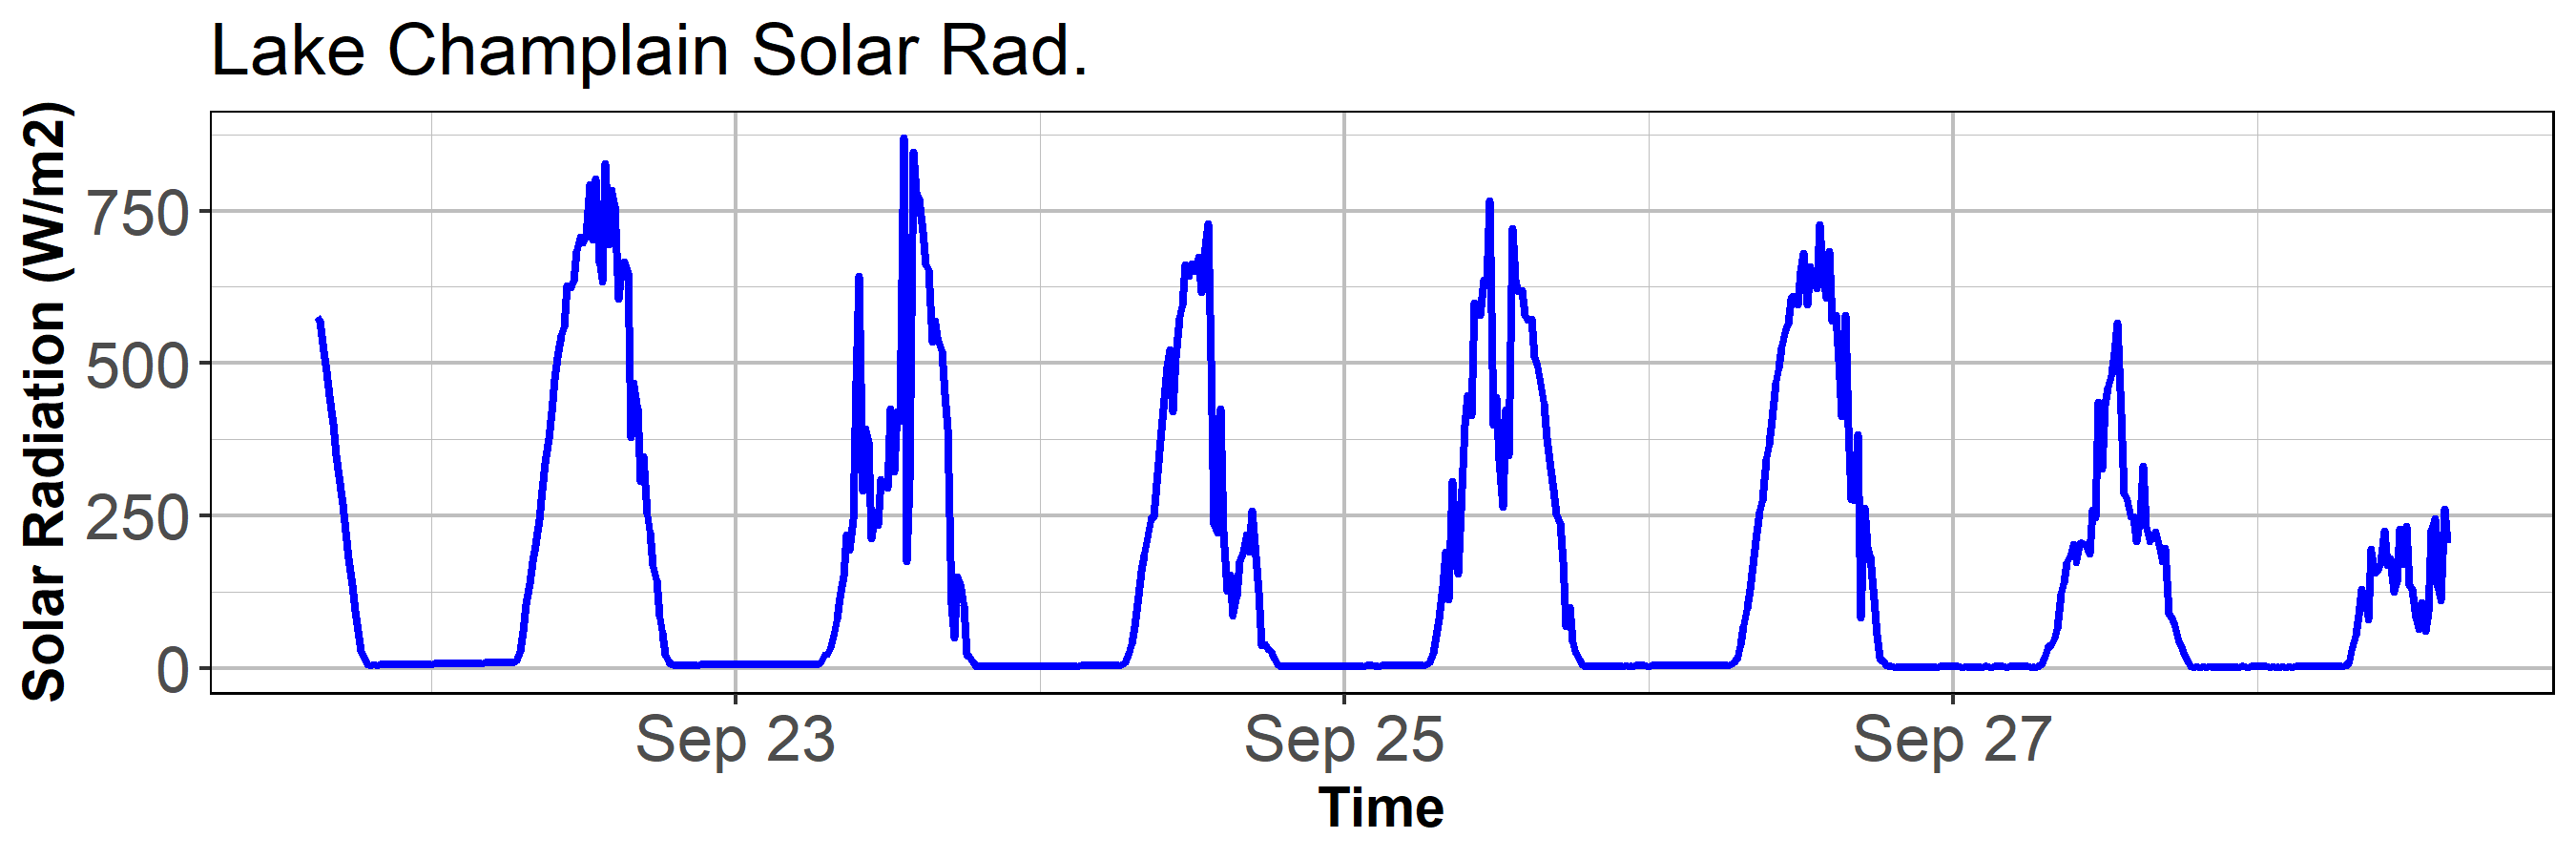 Lake Champlain Solar Rad.
Solar Radiation (W/m2)
750
500
250
0
Sep 23
Sep 25
Sep 27
Time